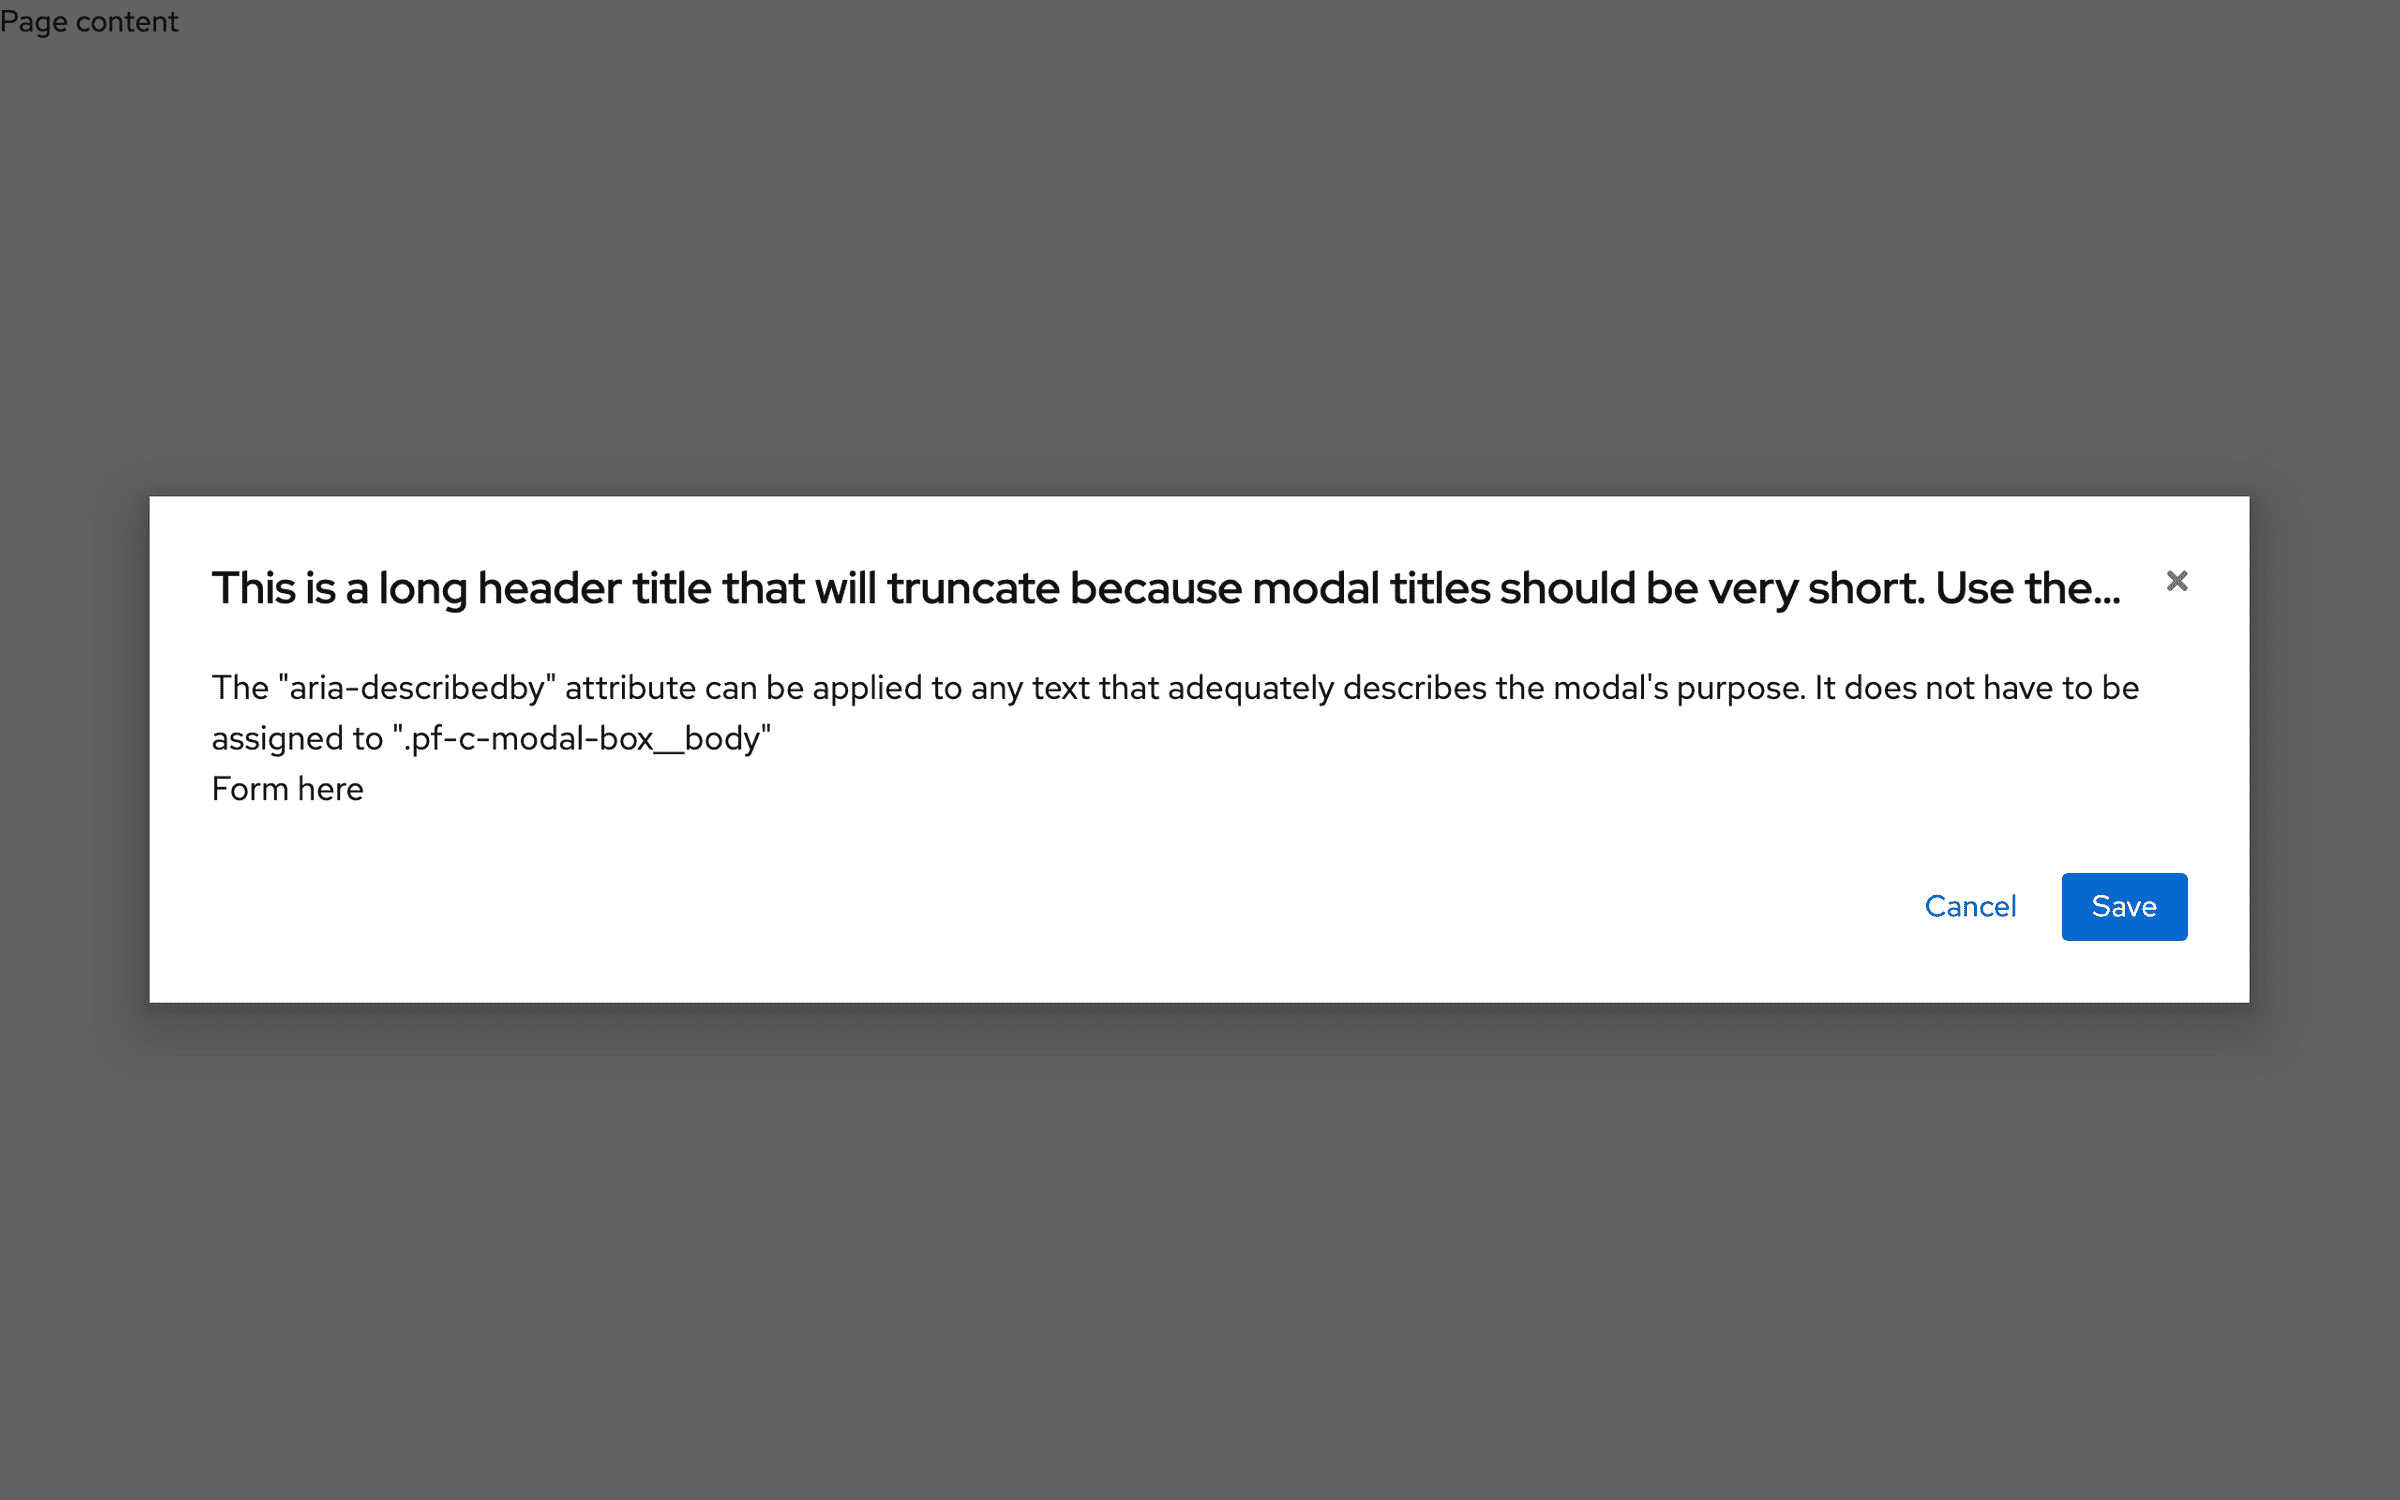 Page content
This is a long header title that will truncate because modal titles should be very short. Use the...
The "aria-describedby" attribute can be applied to any text that adequately describes the modal's purpose. It does not have to be
assigned to ".pf-c-modal-box__body"
Form here
Cancel Save